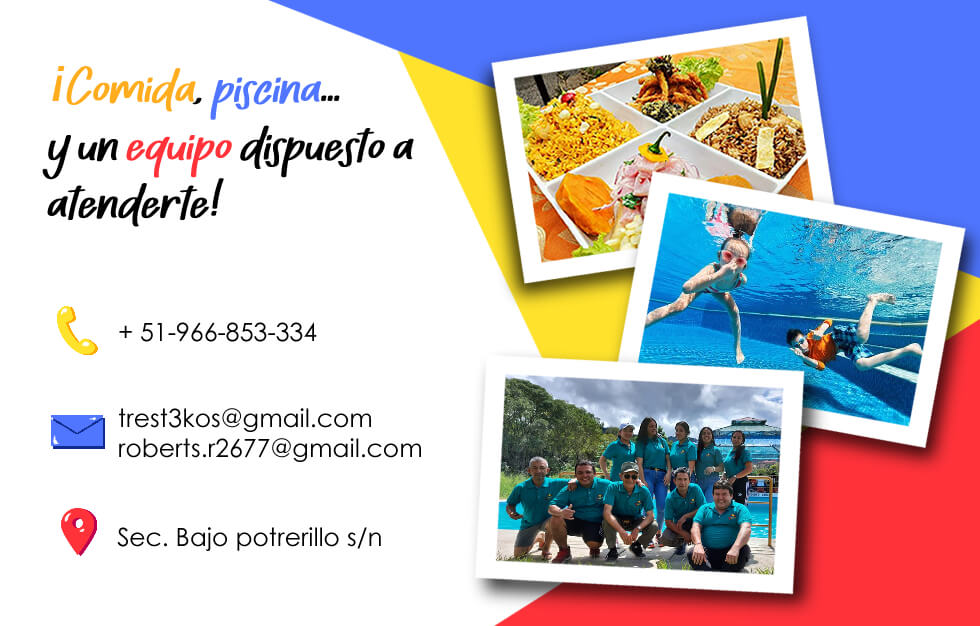 ¡Comida, piscina...
y un equipo dispuesto a
atenderte!
+ 51-966-853-334
trest3kos@gmail.com
roberts.r2677@gmail.com
Sec. Bajo potrerillo s/n